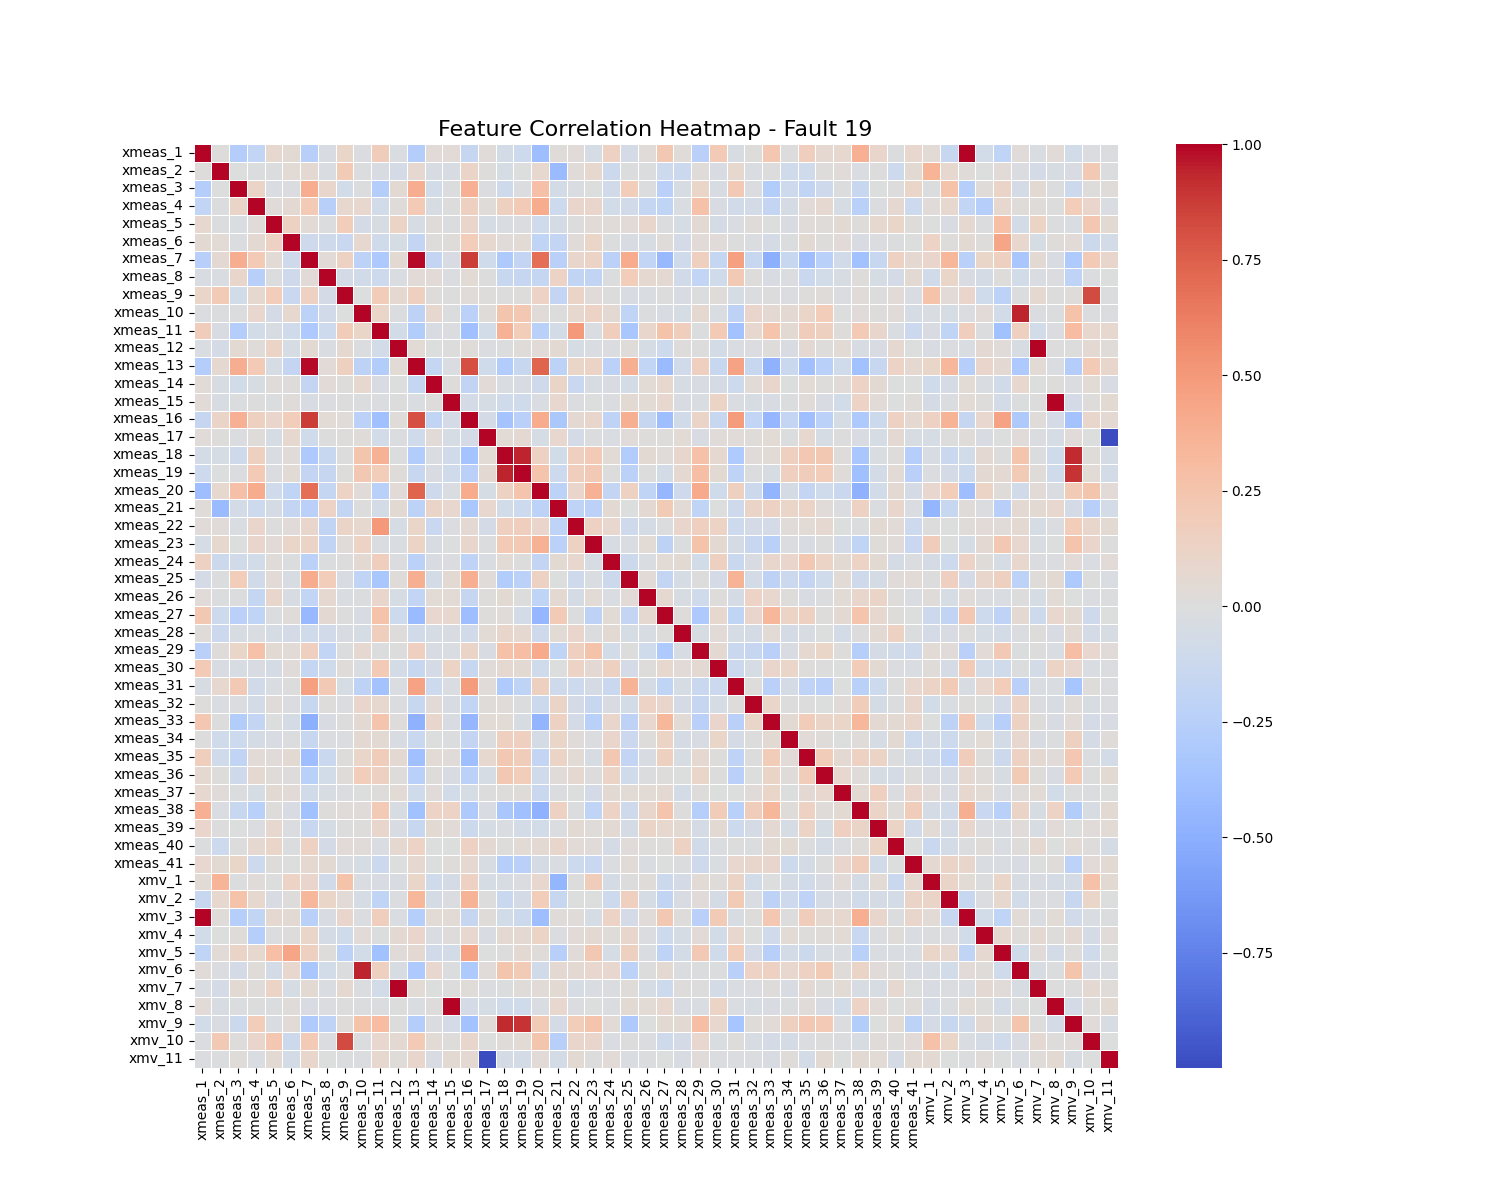 Feature Correlation Heatmap - Fault 19
xmeas_1
xmeas_2
xmeas_3
xmeas_4
xmeas_5
xmeas_6
xmeas_7
xmeas_8
xmeas_9
xmeas_10
xmeas_11
xmeas_12
xmeas_13
xmeas_14
xmeas_15
xmeas_16
xmeas_17
xmeas_18
xmeas_19
xmeas_20
xmeas_21
xmeas_22
xmeas_23
xmeas_24
xmeas_25
xmeas_26
xmeas_27
xmeas_28
xmeas_29
xmeas_30
xmeas_31
xmeas_32
xmeas_33
xmeas_34
xmeas_35
xmeas_36
xmeas_37
xmeas_38
xmeas_39
xmeas_40
xmeas_41
xmv_1
xmv_2
xmv_3
xmv_4
xmv_5
xmv_6
xmv_7
xmv_8
xmv_9
xmv_10
xmv_11
xmeas_1
xmeas_2
xmeas_3
xmeas_4
xmeas_5
xmeas_6
xmeas_7
xmeas_8
xmeas_9
xmeas_10
xmeas_11
xmeas_12
xmeas_13
xmeas_14
xmeas_15
xmeas_16
xmeas_17
xmeas_18
xmeas_19
xmeas_20
xmeas_21
xmeas_22
xmeas_23
xmeas_24
xmeas_25
xmeas_26
xmeas_27
xmeas_28
xmeas_29
xmeas_30
xmeas_31
xmeas_32
xmeas_33
xmeas_34
xmeas_35
xmeas_36
xmeas_37
xmeas_38
xmeas_39
xmeas_40
xmeas_41
xmv_1
xmv_2
xmv_3
xmv_4
xmv_5
xmv_6
xmv_7
xmv_8
xmv_9
xmv_10
xmv_11
1.00
0.75
0.50
0.25
0.00
−0.25
−0.50
−0.75